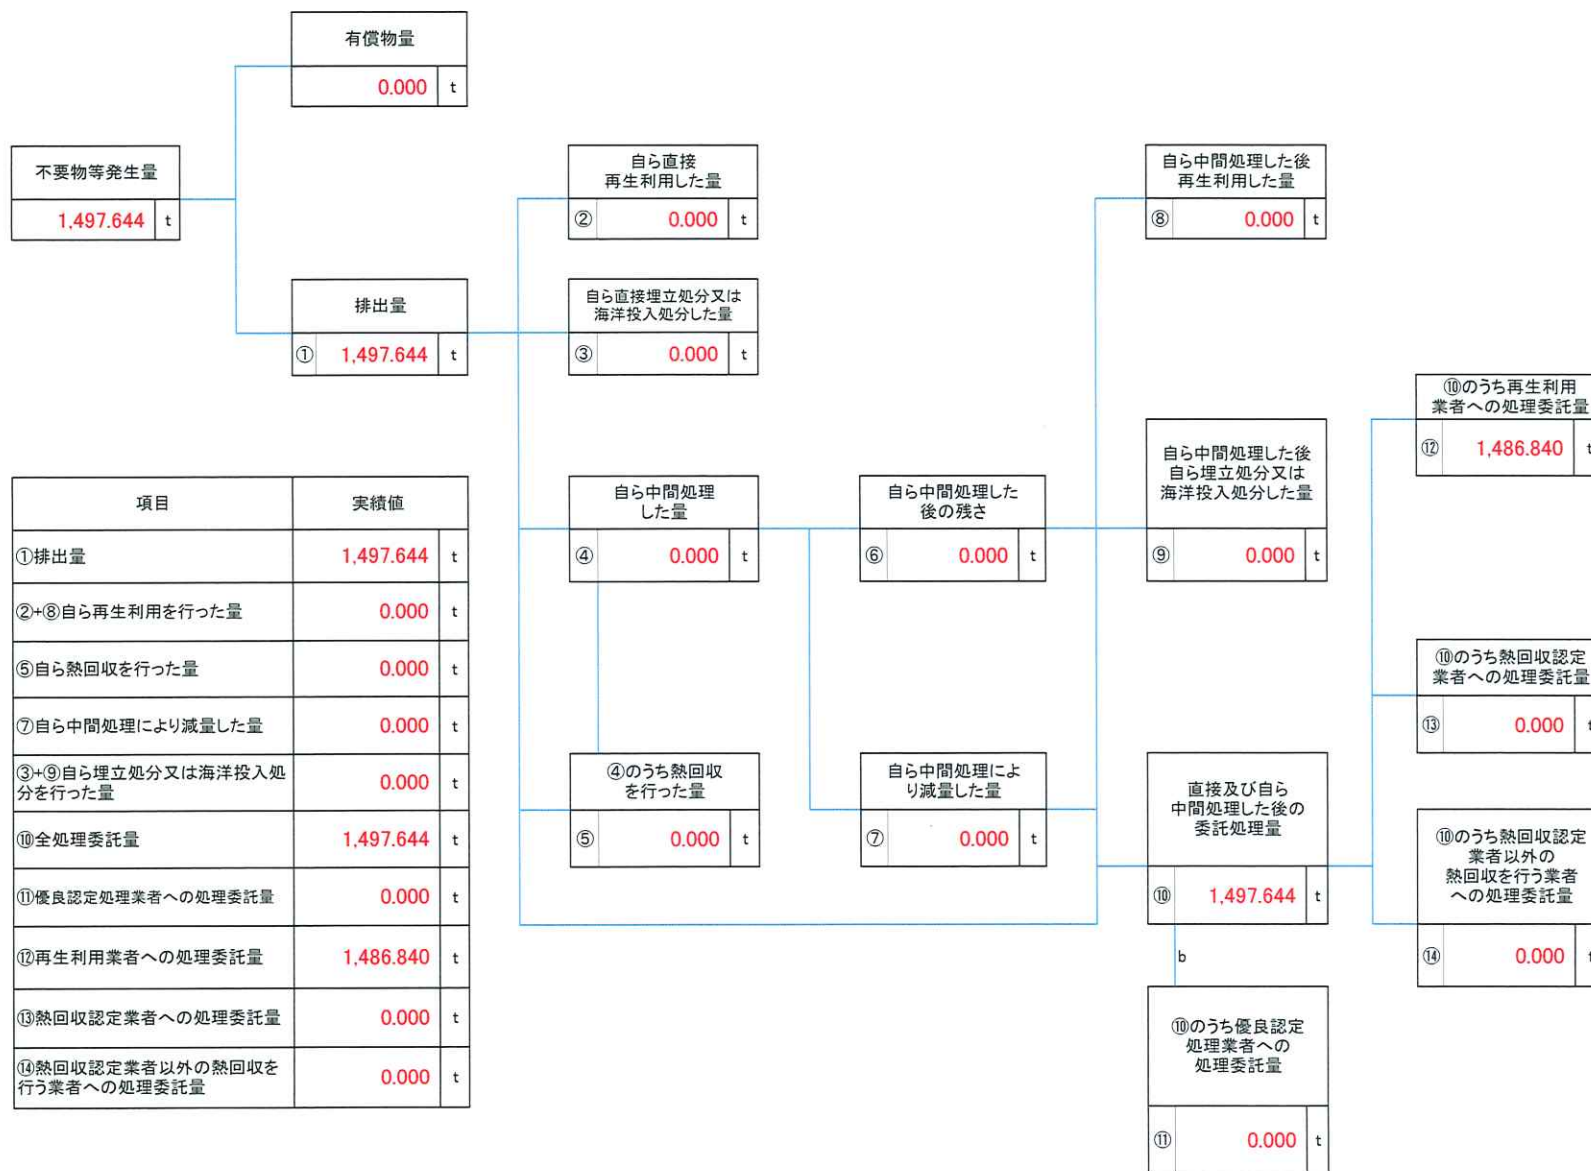 有償物量
0.000 t
不要物等発生量
1,497.644 t
排出量
① 1,497.644 t
自ら直接
再生利用した量
② 0.000 t
自ら直接埋立処分又は
海洋投入処分した量
③ 0.000 t
自ら中間処理した後
再生利用した量
⑧ 0.000 t
自ら中間処理
した量
④ 0.000 t
自ら中間処理した
後の残さ
⑥ 0.000 t
自ら中間処理した後
自ら埋立処分又は
海洋投入処分した量
⑨ 0.000 t
⑩のうち再生利用
業者への処理委託量
⑫ 1,486.840 t
④のうち熱回収
を行った量
⑤ 0.000 t
自ら中間処理によ
り減量した量
⑦ 0.000 t
直接及び自ら
中間処理した後の
委託処理量
⑩ 1,497.644 t
b
⑩のうち優良認定
処理業者への
処理委託量
⑪ 0.000 t
⑩のうち熱回収認定
業者への処理委託量
⑬ 0.000 t
⑩のうち熱回収認定
業者以外の
熱回収を行う業者
への処理委託量
⑭ 0.000 t
項目 実績値
①排出量 1,497.644 t
②+⑧自ら再生利用を行った量 0.000 t
⑤自ら熱回収を行った量 0.000 t
⑦自ら中間処理により減量した量 0.000 t
③+⑨自ら埋立処分又は海洋投入処
分を行った量 0.000 t
⑩全処理委託量 1,497.644 t
⑪優良認定処理業者への処理委託量 0.000 t
⑫再生利用業者への処理委託量 1,486.840 t
⑬熱回収認定業者への処理委託量 0.000 t
⑭熱回収認定業者以外の熱回収を
行う業者への処理委託量 0.000 t